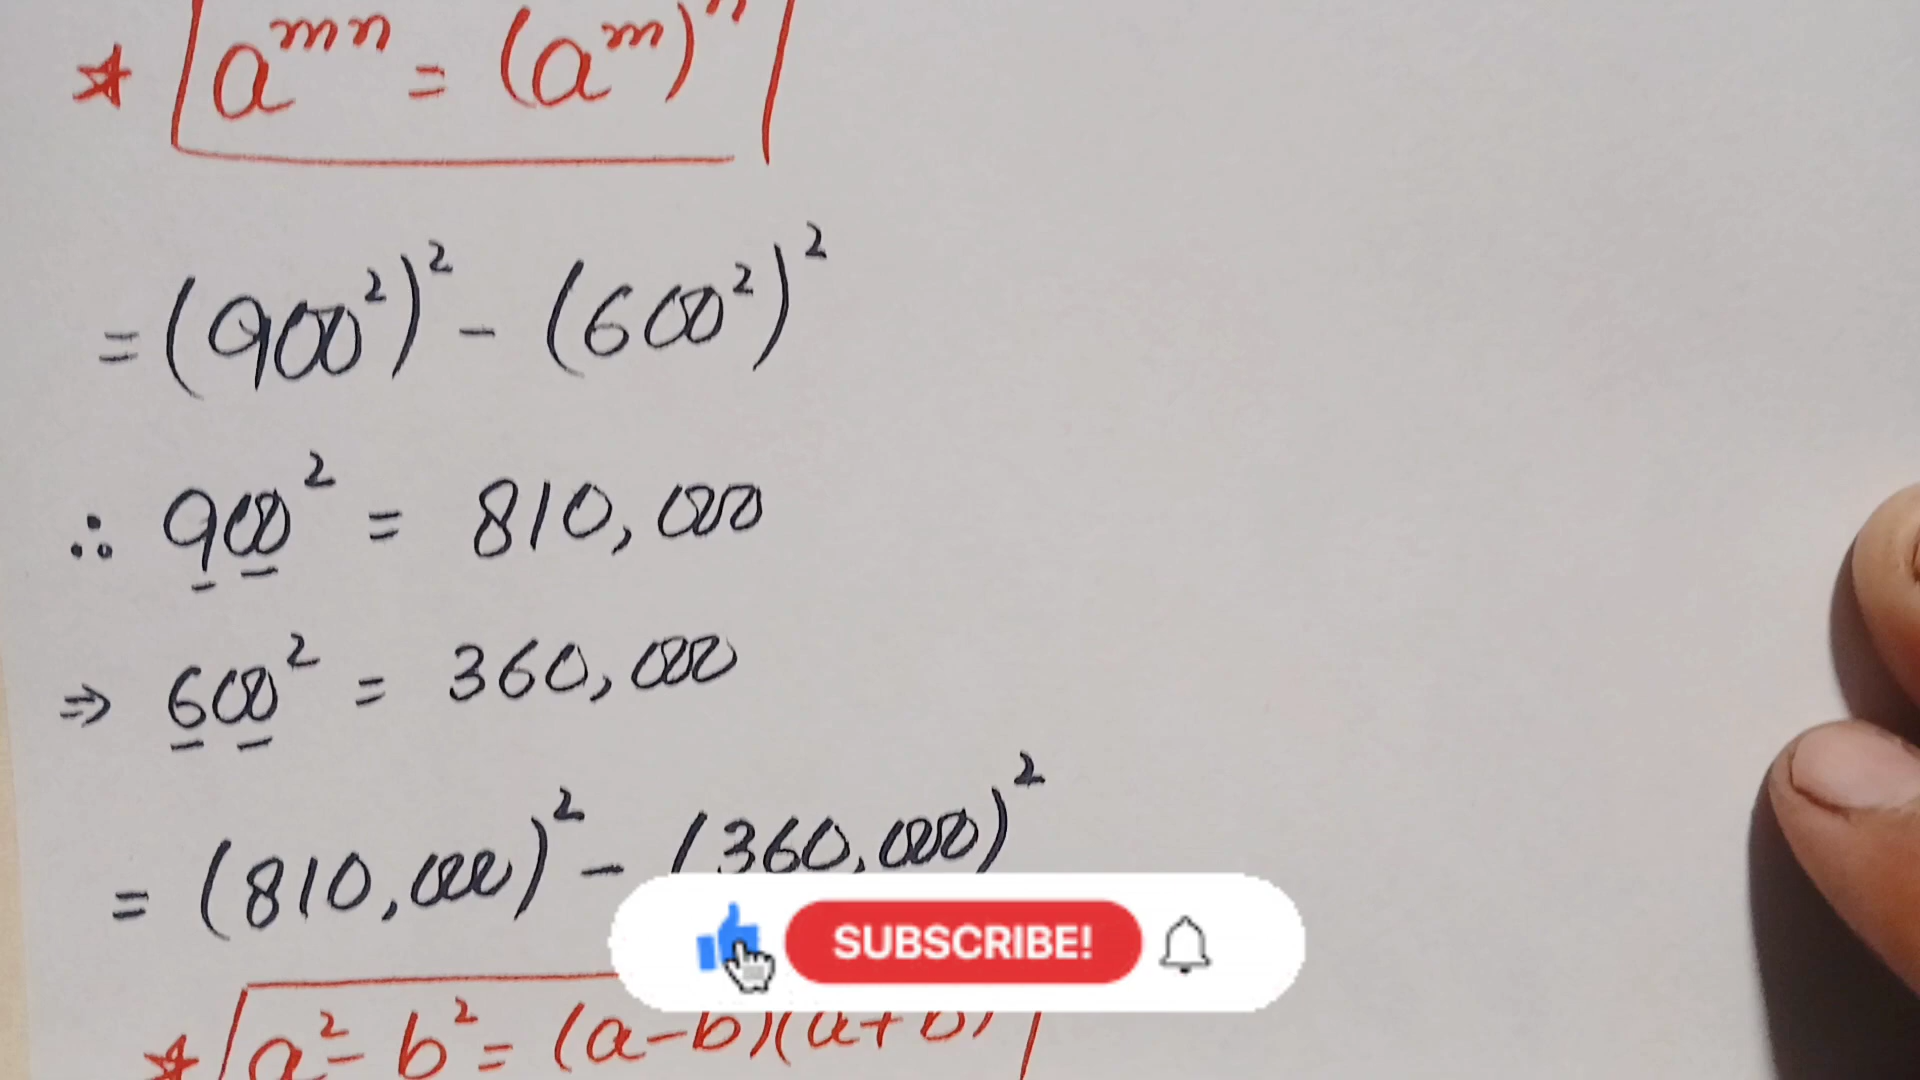 * a^mn = (a^m)^n
= (900²)² - (600²)²
∴ 900² = 810,000
⇒ 600² = 360,000
= (810,000)² - (360,000)²
SUBSCRIBE!
* a² - b² = (a-b)(a+b)